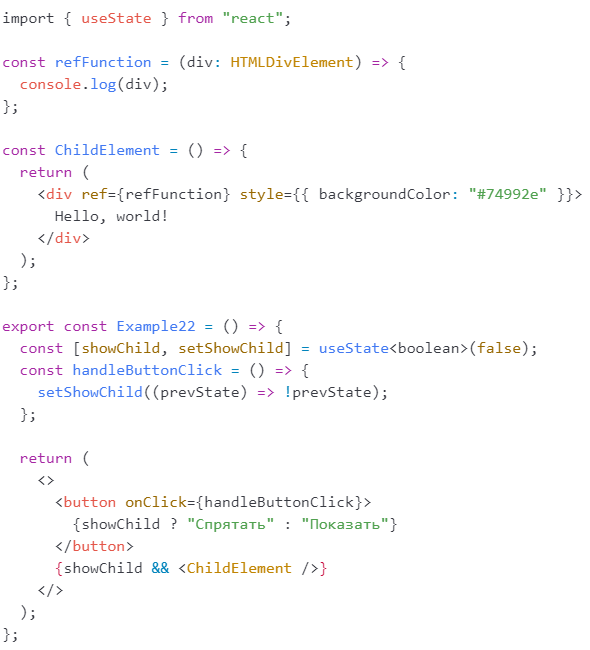 import { useState } from "react";

const refFunction = (div: HTMLDivElement) => {
  console.log(div);
};

const ChildElement = () => {
  return (
    <div ref={refFunction} style={{ backgroundColor: "#74992e" }}>
      Hello, world!
    </div>
  );
};

export const Example22 = () => {
  const [showChild, setShowChild] = useState<boolean>(false);
  const handleButtonClick = () => {
    setShowChild((prevState) => !prevState);
  };

  return (
    <>
      <button onClick={handleButtonClick}>
        {showChild ? "Спрятать" : "Показать"}
      </button>
      {showChild && <ChildElement />}
    </>
  );
};